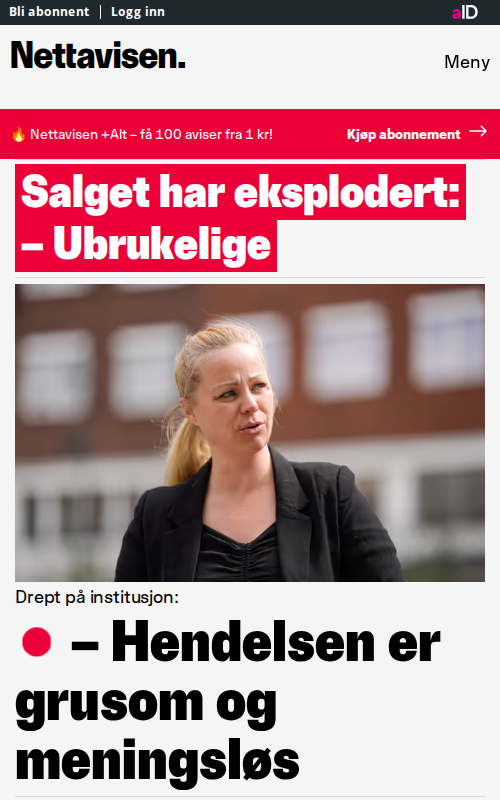 Bli abonnent | Logg inn
aID
Nettavisen.
Meny
🔥 Nettavisen +Alt – få 100 aviser fra 1 kr!
Kjøp abonnement →
Salget har eksplodert:
– Ubrukelige
Drept på institusjon:
– Hendelsen er
grusom og
meningsløs